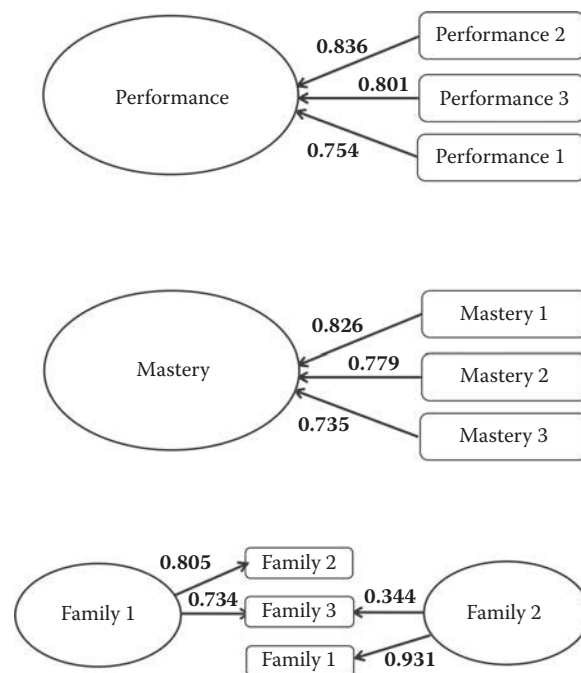 0.836
Performance 2
Performance
0.801
Performance 3
0.754
Performance 1
0.826
Mastery 1
Mastery
0.779
Mastery 2
0.735
Mastery 3
0.805
Family 2
Family 1
0.734
Family 3
0.344
Family 2
Family 1
0.931